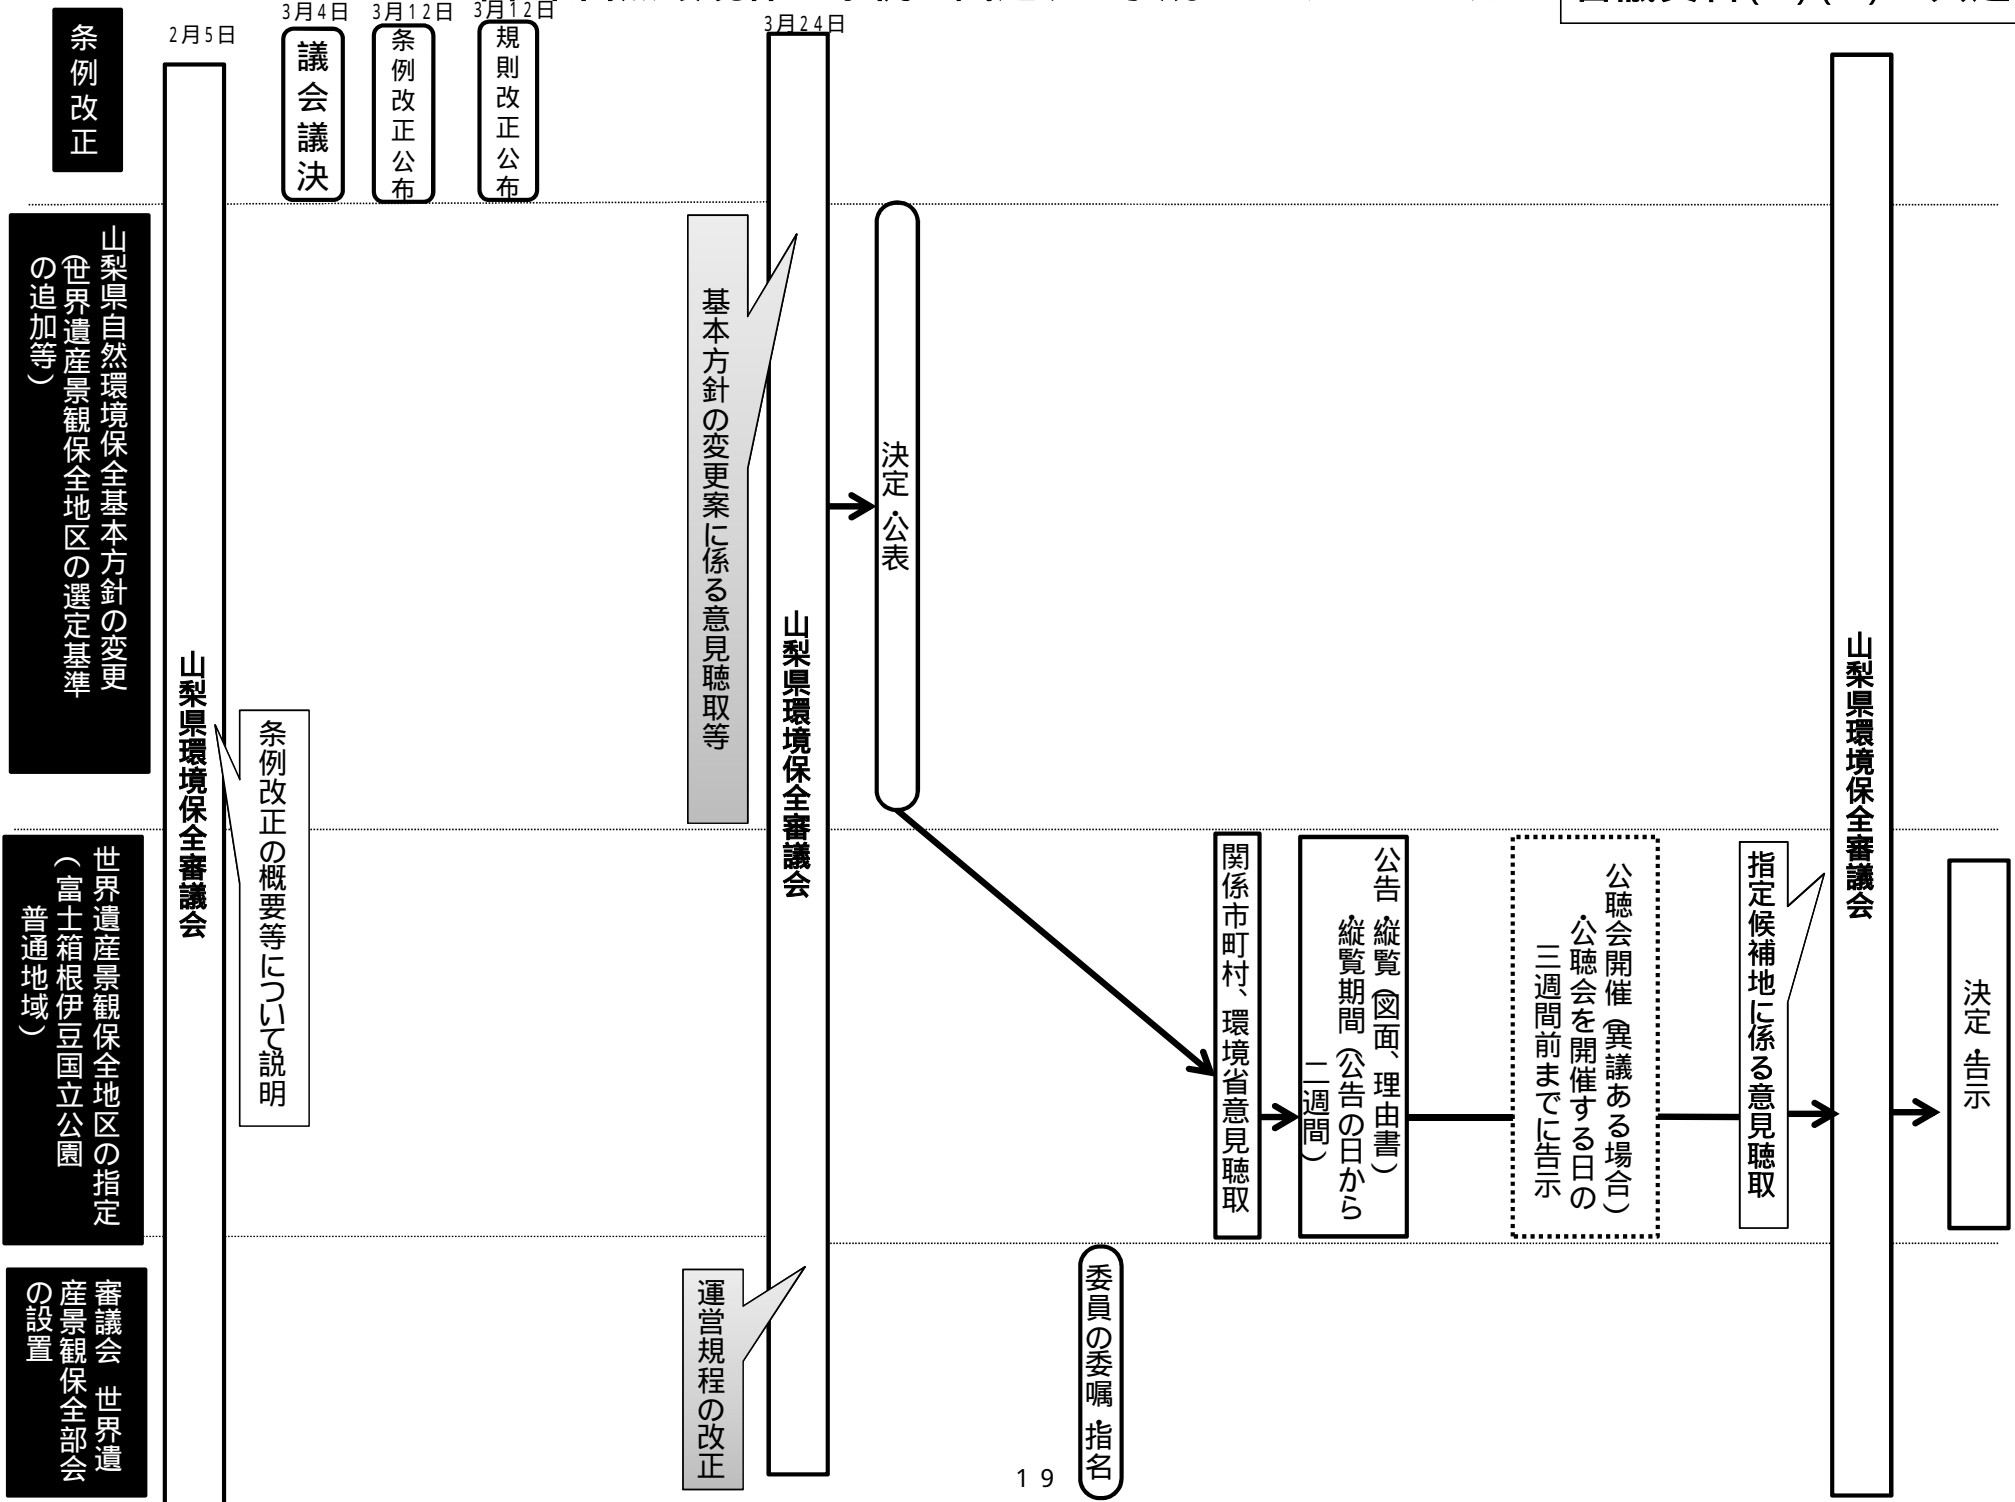 条例改正
2月5日
3月4日
3月12日
3月12日
3月24日
議会議決
条例改正公布
規則改正公布
山梨県自然環境保全基本方針の変更
(世界遺産景観保全地区の選定基準
の追加等)
山梨県環境保全審議会
条例改正の概要等について説明
基本方針の変更案に係る意見聴取等
山梨県環境保全審議会
決定・公表
山梨県環境保全審議会
世界遺産景観保全地区の指定
(富士箱根伊豆国立公園
普通地域)
関係市町村、環境省意見聴取
公告・縦覧(図面、理由書)
・縦覧期間(公告の日から
二週間)
公聴会開催(異議ある場合)
・公聴会を開催する日の
三週間前までに告示
指定候補地に係る意見聴取
決定・告示
審議会 世界遺
産景観保全部会
の設置
運営規程の改正
委員の委嘱・指名
19